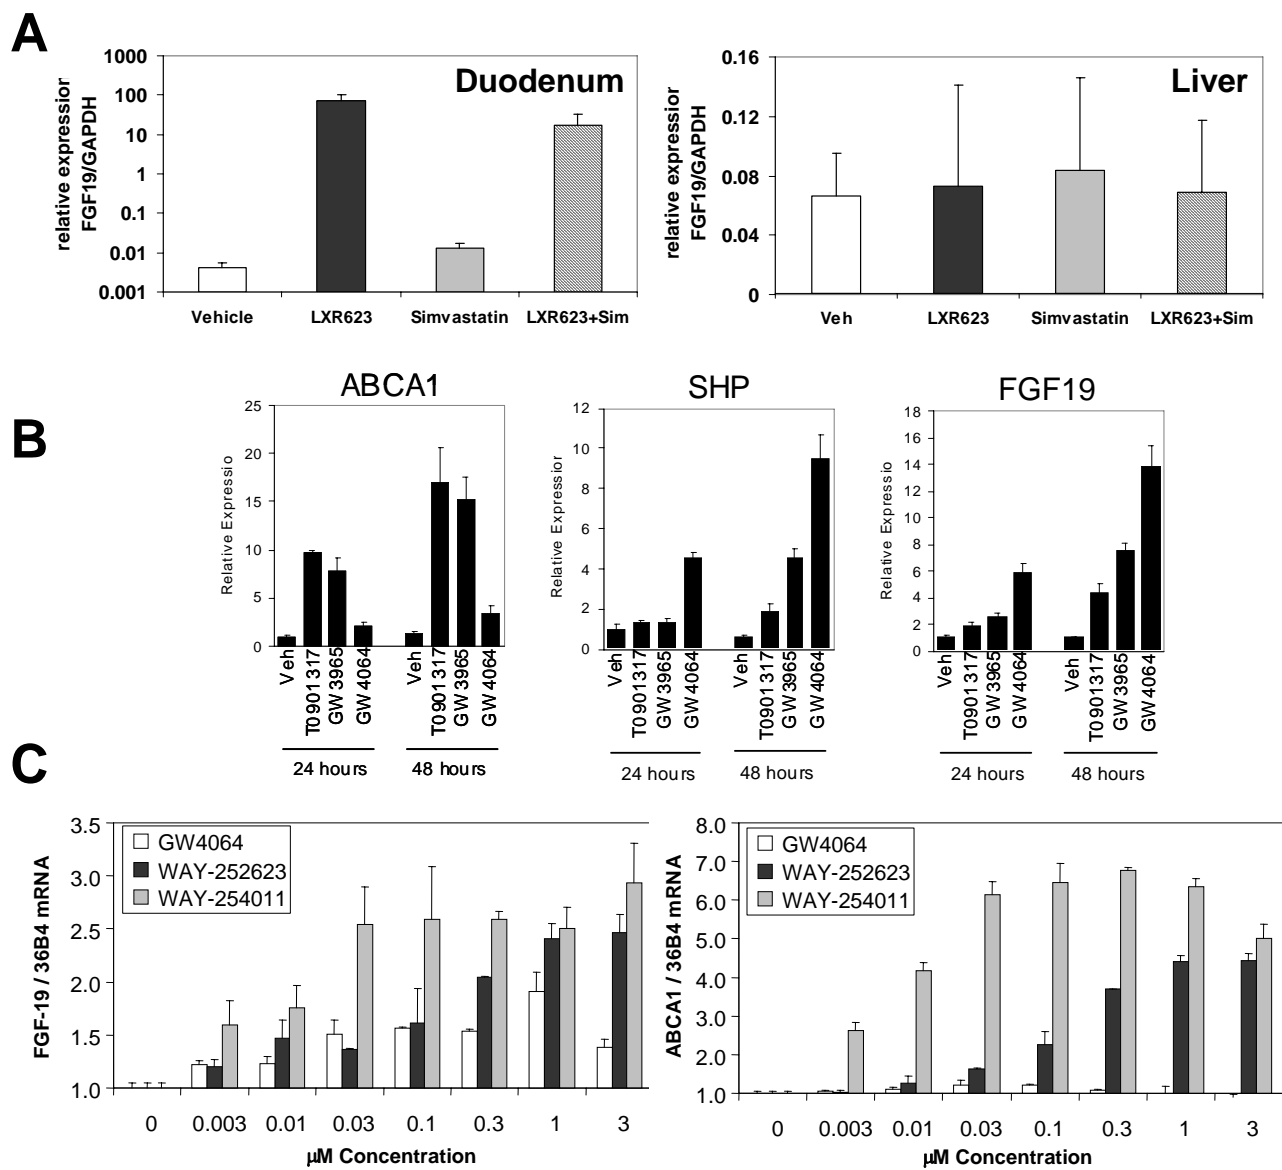 A
relative expressior
FGF19/GAPDH
1000
100
10
1
0.1
0.01
0.001
Duodenum
Vehicle LXR623 Simvastatin LXR623+Sim
relative expressior
FGF19/GAPDH
0.16
0.12
0.08
0.04
0
Liver
Veh LXR623 Simvastatin LXR623+Sim
B
ABCA1
Relative Expressio
25
20
15
10
5
0
Veh
T0901317
GW3965
GW4064
Veh
T0901317
GW3965
GW4064
24 hours 48 hours
SHP
Relative Expressior
12
10
8
6
4
2
0
Veh
T0901317
GW3965
GW4064
Veh
T0901317
GW3965
GW4064
24 hours 48 hours
FGF19
Relative Expressio
18
16
14
12
10
8
6
4
2
0
Veh
T0901317
GW3965
GW4064
Veh
T0901317
GW3965
GW4064
24 hours 48 hours
C
FGF-19 / 36B4 mRNA
3.5
3.0
2.5
2.0
1.5
1.0
GW4064
WAY-252623
WAY-254011
0 0.003 0.01 0.03 0.1 0.3 1 3
μM Concentration
ABCA1 / 36B4 mRNA
8.0
7.0
6.0
5.0
4.0
3.0
2.0
1.0
GW4064
WAY-252623
WAY-254011
0 0.003 0.01 0.03 0.1 0.3 1 3
μM Concentration